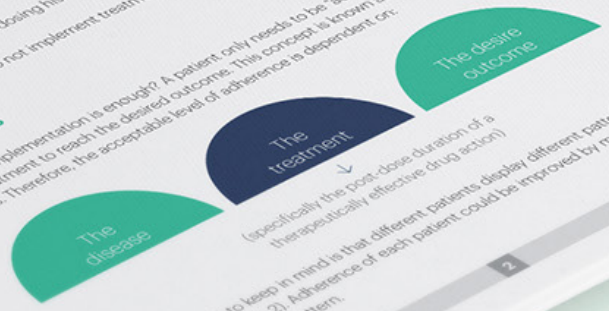 dosing his
s not implement treatm
mplementation is enough? A patient only needs to be
tment to reach the desired outcome. This concept is known a
s. Therefore, the acceptable level of adherence is dependent on:
The disease
The treatment
The desire outcome
(specifically the post-dose duration of a
therapeutically effective drug action)
to keep in mind is that different patients display different patt
2). Adherence of each patient could be improved by m
ttern.
2